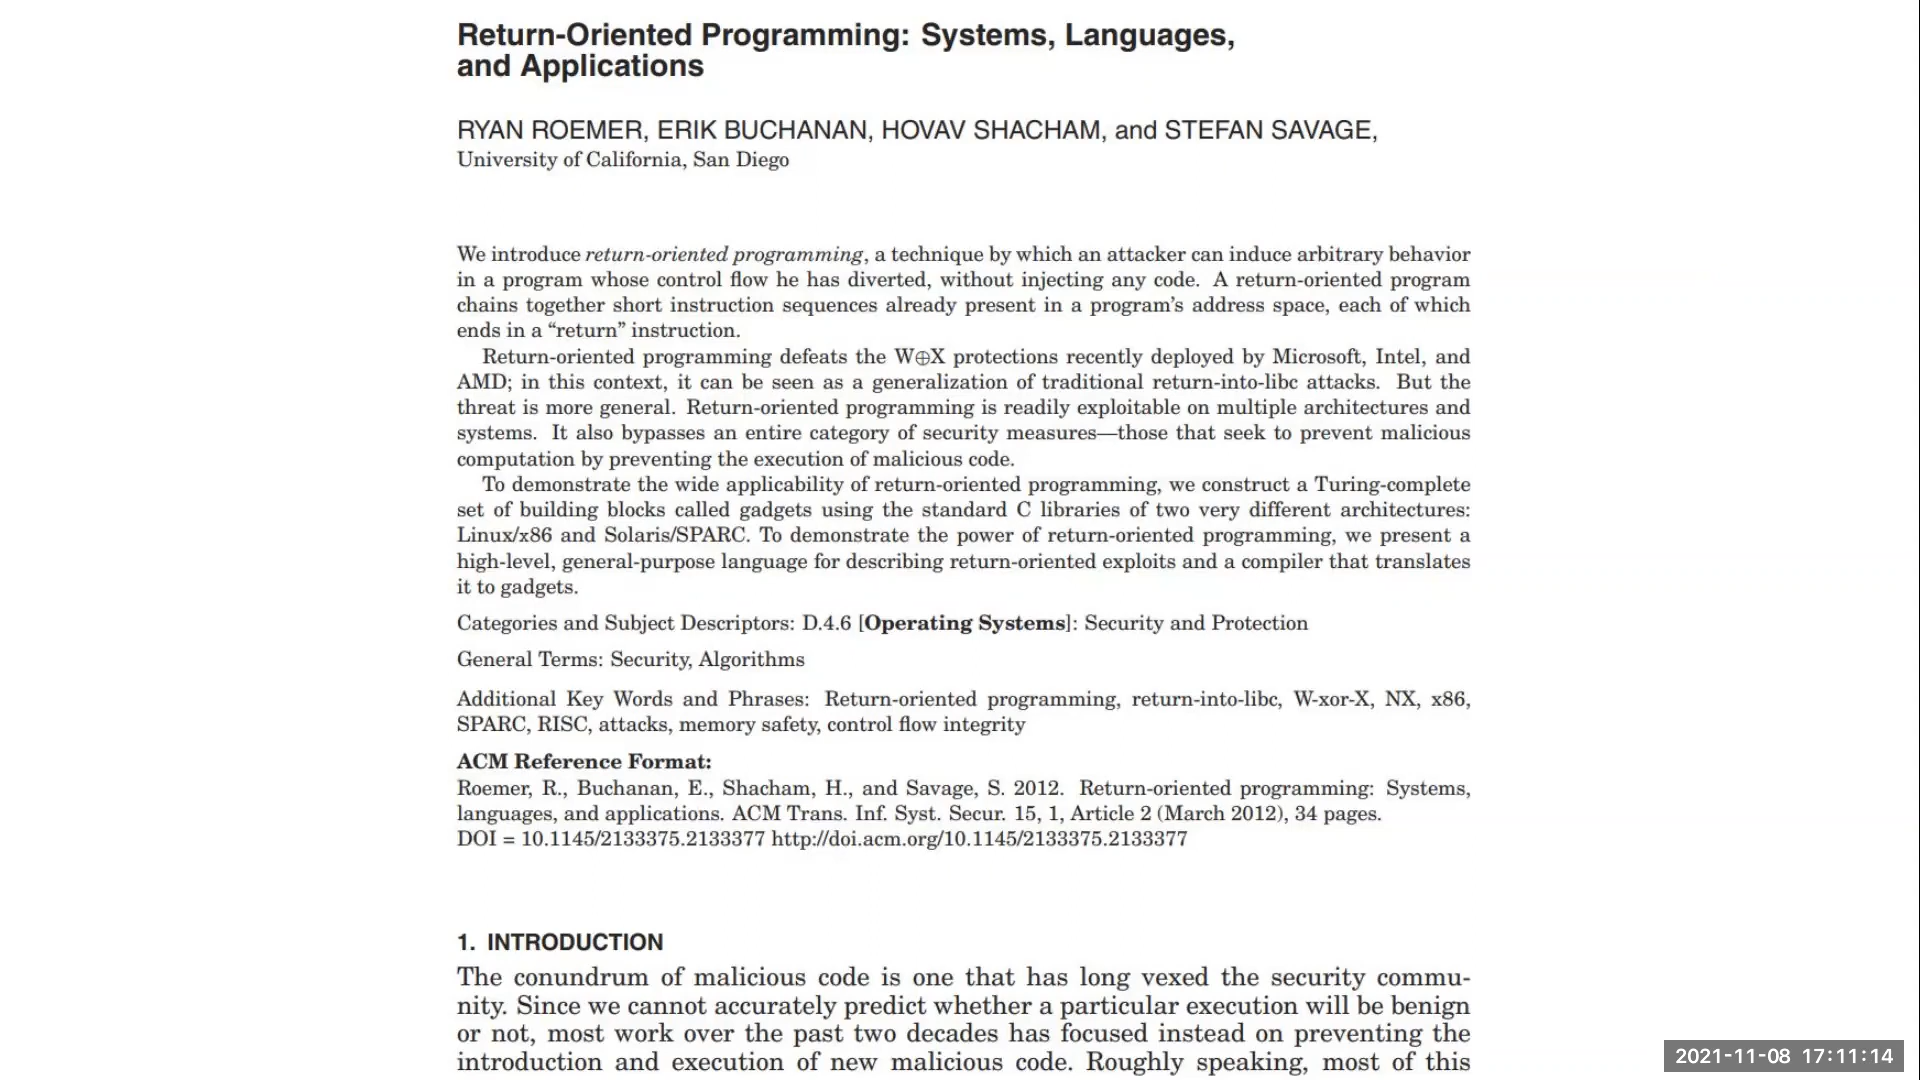 Return-Oriented Programming: Systems, Languages,
and Applications
RYAN ROEMER, ERIK BUCHANAN, HOVAV SHACHAM, and STEFAN SAVAGE,
University of California, San Diego
We introduce return-oriented programming, a technique by which an attacker can induce arbitrary behavior
in a program whose control flow he has diverted, without injecting any code. A return-oriented program
chains together short instruction sequences already present in a program's address space, each of which
ends in a “return” instruction.
Return-oriented programming defeats the W⊕X protections recently deployed by Microsoft, Intel, and
AMD; in this context, it can be seen as a generalization of traditional return-into-libc attacks. But the
threat is more general. Return-oriented programming is readily exploitable on multiple architectures and
systems. It also bypasses an entire category of security measures—those that seek to prevent malicious
computation by preventing the execution of malicious code.
To demonstrate the wide applicability of return-oriented programming, we construct a Turing-complete
set of building blocks called gadgets using the standard C libraries of two very different architectures:
Linux/x86 and Solaris/SPARC. To demonstrate the power of return-oriented programming, we present a
high-level, general-purpose language for describing return-oriented exploits and a compiler that translates
it to gadgets.
Categories and Subject Descriptors: D.4.6 [Operating Systems]: Security and Protection
General Terms: Security, Algorithms
Additional Key Words and Phrases: Return-oriented programming, return-into-libc, W-xor-X, NX, x86,
SPARC, RISC, attacks, memory safety, control flow integrity
ACM Reference Format:
Roemer, R., Buchanan, E., Shacham, H., and Savage, S. 2012. Return-oriented programming: Systems,
languages, and applications. ACM Trans. Inf. Syst. Secur. 15, 1, Article 2 (March 2012), 34 pages.
DOI = 10.1145/2133375.2133377 http://doi.acm.org/10.1145/2133375.2133377
1. INTRODUCTION
The conundrum of malicious code is one that has long vexed the security commu-
nity. Since we cannot accurately predict whether a particular execution will be benign
or not, most work over the past two decades has focused instead on preventing the
introduction and execution of new malicious code. Roughly speaking, most of this
2021-11-08 17:11:14